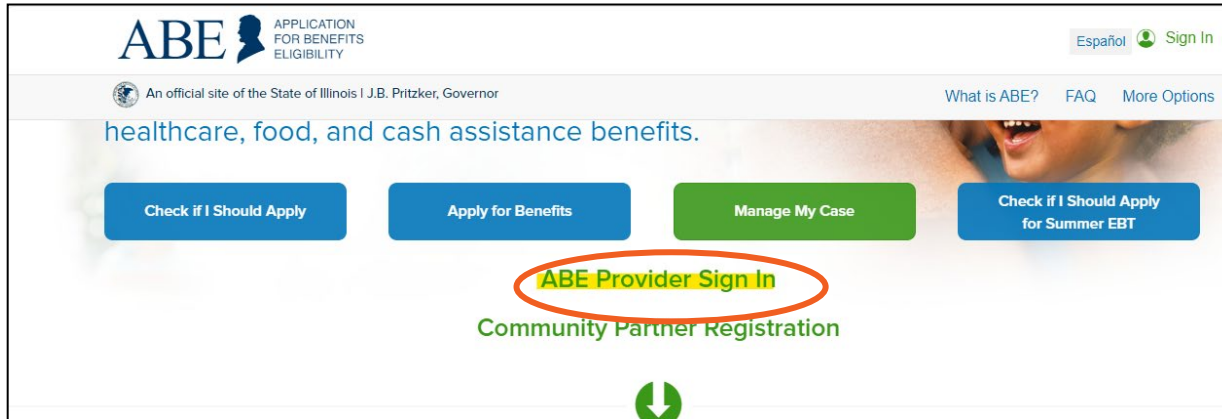 ABE
APPLICATION
FOR BENEFITS
ELIGIBILITY
Español
Sign In
An official site of the State of Illinois | J.B. Pritzker, Governor
What is ABE?
FAQ
More Options
healthcare, food, and cash assistance benefits.
Check if I Should Apply
Apply for Benefits
Manage My Case
Check if I Should Apply
for Summer EBT
ABE Provider Sign In
Community Partner Registration